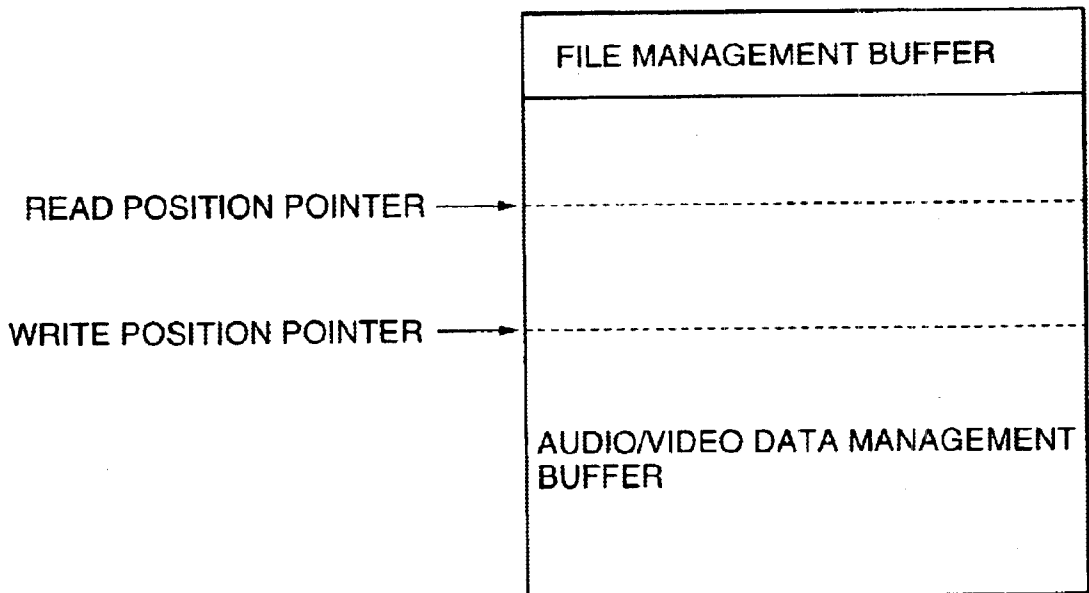 FILE MANAGEMENT BUFFER
READ POSITION POINTER
WRITE POSITION POINTER
AUDIO/VIDEO DATA MANAGEMENT
BUFFER